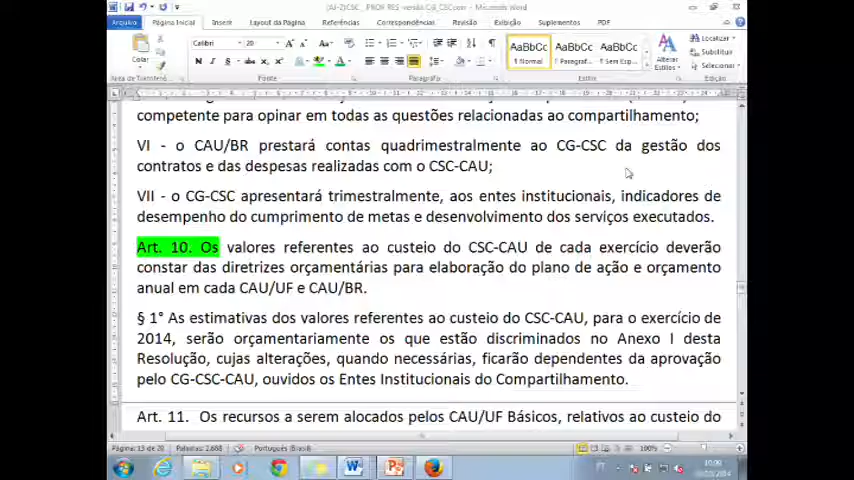 Arquivo Página Inicial Inserir Layout da Página Referências Correspondências Revisão Exibição Suplementos PDF
Calibri 20 Localizar
AaBbCc AaBbCc AaBbCc Substituir
Colar ¶ Normal ¶ Paragraf... ¶ Sem Esp... Alterar Estilos Selecionar
Fonte Parágrafo Edição
competente para opinar em todas as questões relacionadas ao compartilhamento;
VI - o CAU/BR prestará contas quadrimestralmente ao CG-CSC da gestão dos
contratos e das despesas realizadas com o CSC-CAU;
VII - o CG-CSC apresentará trimestralmente, aos entes institucionais, indicadores de
desempenho do cumprimento de metas e desenvolvimento dos serviços executados.
Art. 10. Os valores referentes ao custeio do CSC-CAU de cada exercício deverão
constar das diretrizes orçamentárias para elaboração do plano de ação e orçamento
anual em cada CAU/UF e CAU/BR.
§ 1° As estimativas dos valores referentes ao custeio do CSC-CAU, para o exercício de
2014, serão orçamentariamente os que estão discriminados no Anexo I desta
Resolução, cujas alterações, quando necessárias, ficarão dependentes da aprovação
pelo CG-CSC-CAU, ouvidos os Entes Institucionais do Compartilhamento.
Art. 11. Os recursos a serem alocados pelos CAU/UF Básicos, relativos ao custeio do
Português (Brasil) 100%